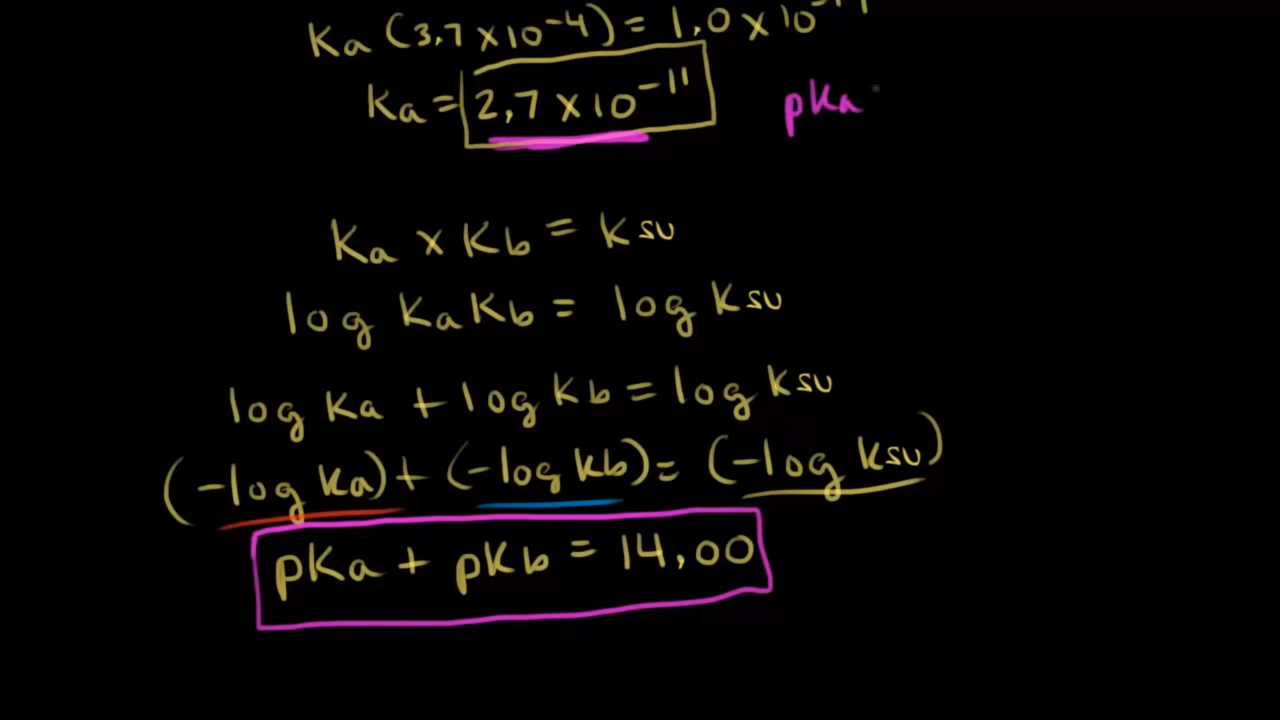 Ka (3,7 x 10⁻⁴) = 1,0 x 10⁻¹⁴
Ka = 2,7 x 10⁻¹¹ pKa
Ka x Kb = Ksu
log KaKb = log Ksu
log Ka + log Kb = log Ksu
(-log Ka) + (-log Kb) = (-log Ksu)
pKa + pKb = 14,00